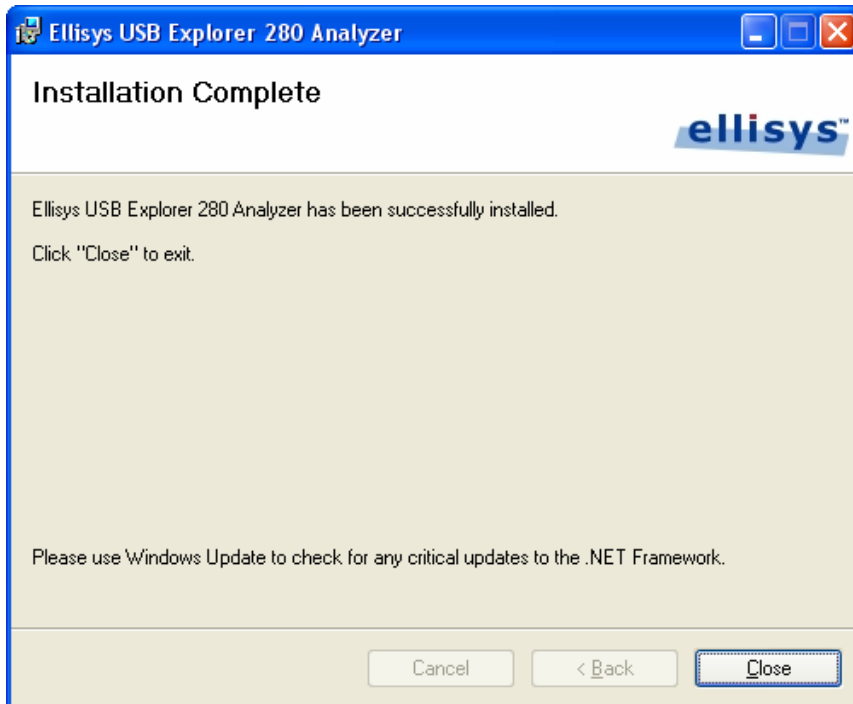 Ellisys USB Explorer 280 Analyzer
Installation Complete
ellisys™
Ellisys USB Explorer 280 Analyzer has been successfully installed.
Click "Close" to exit.
Please use Windows Update to check for any critical updates to the .NET Framework.
Cancel
< Back
Close